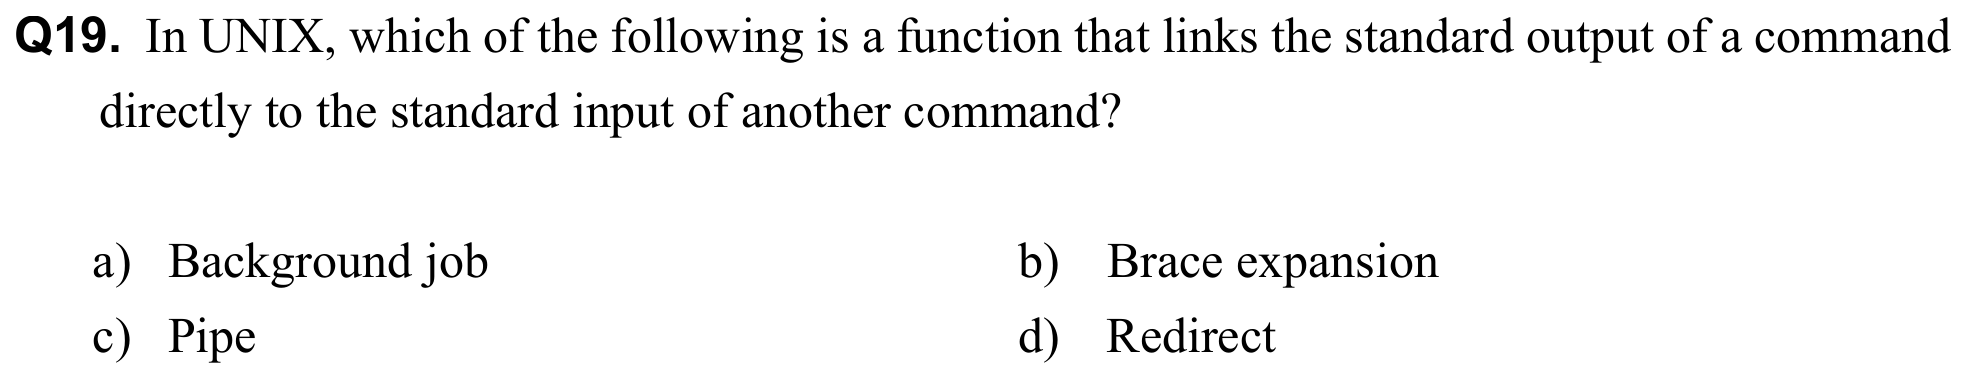 Q19. In UNIX, which of the following is a function that links the standard output of a command
directly to the standard input of another command?
a) Background job b) Brace expansion
c) Pipe d) Redirect